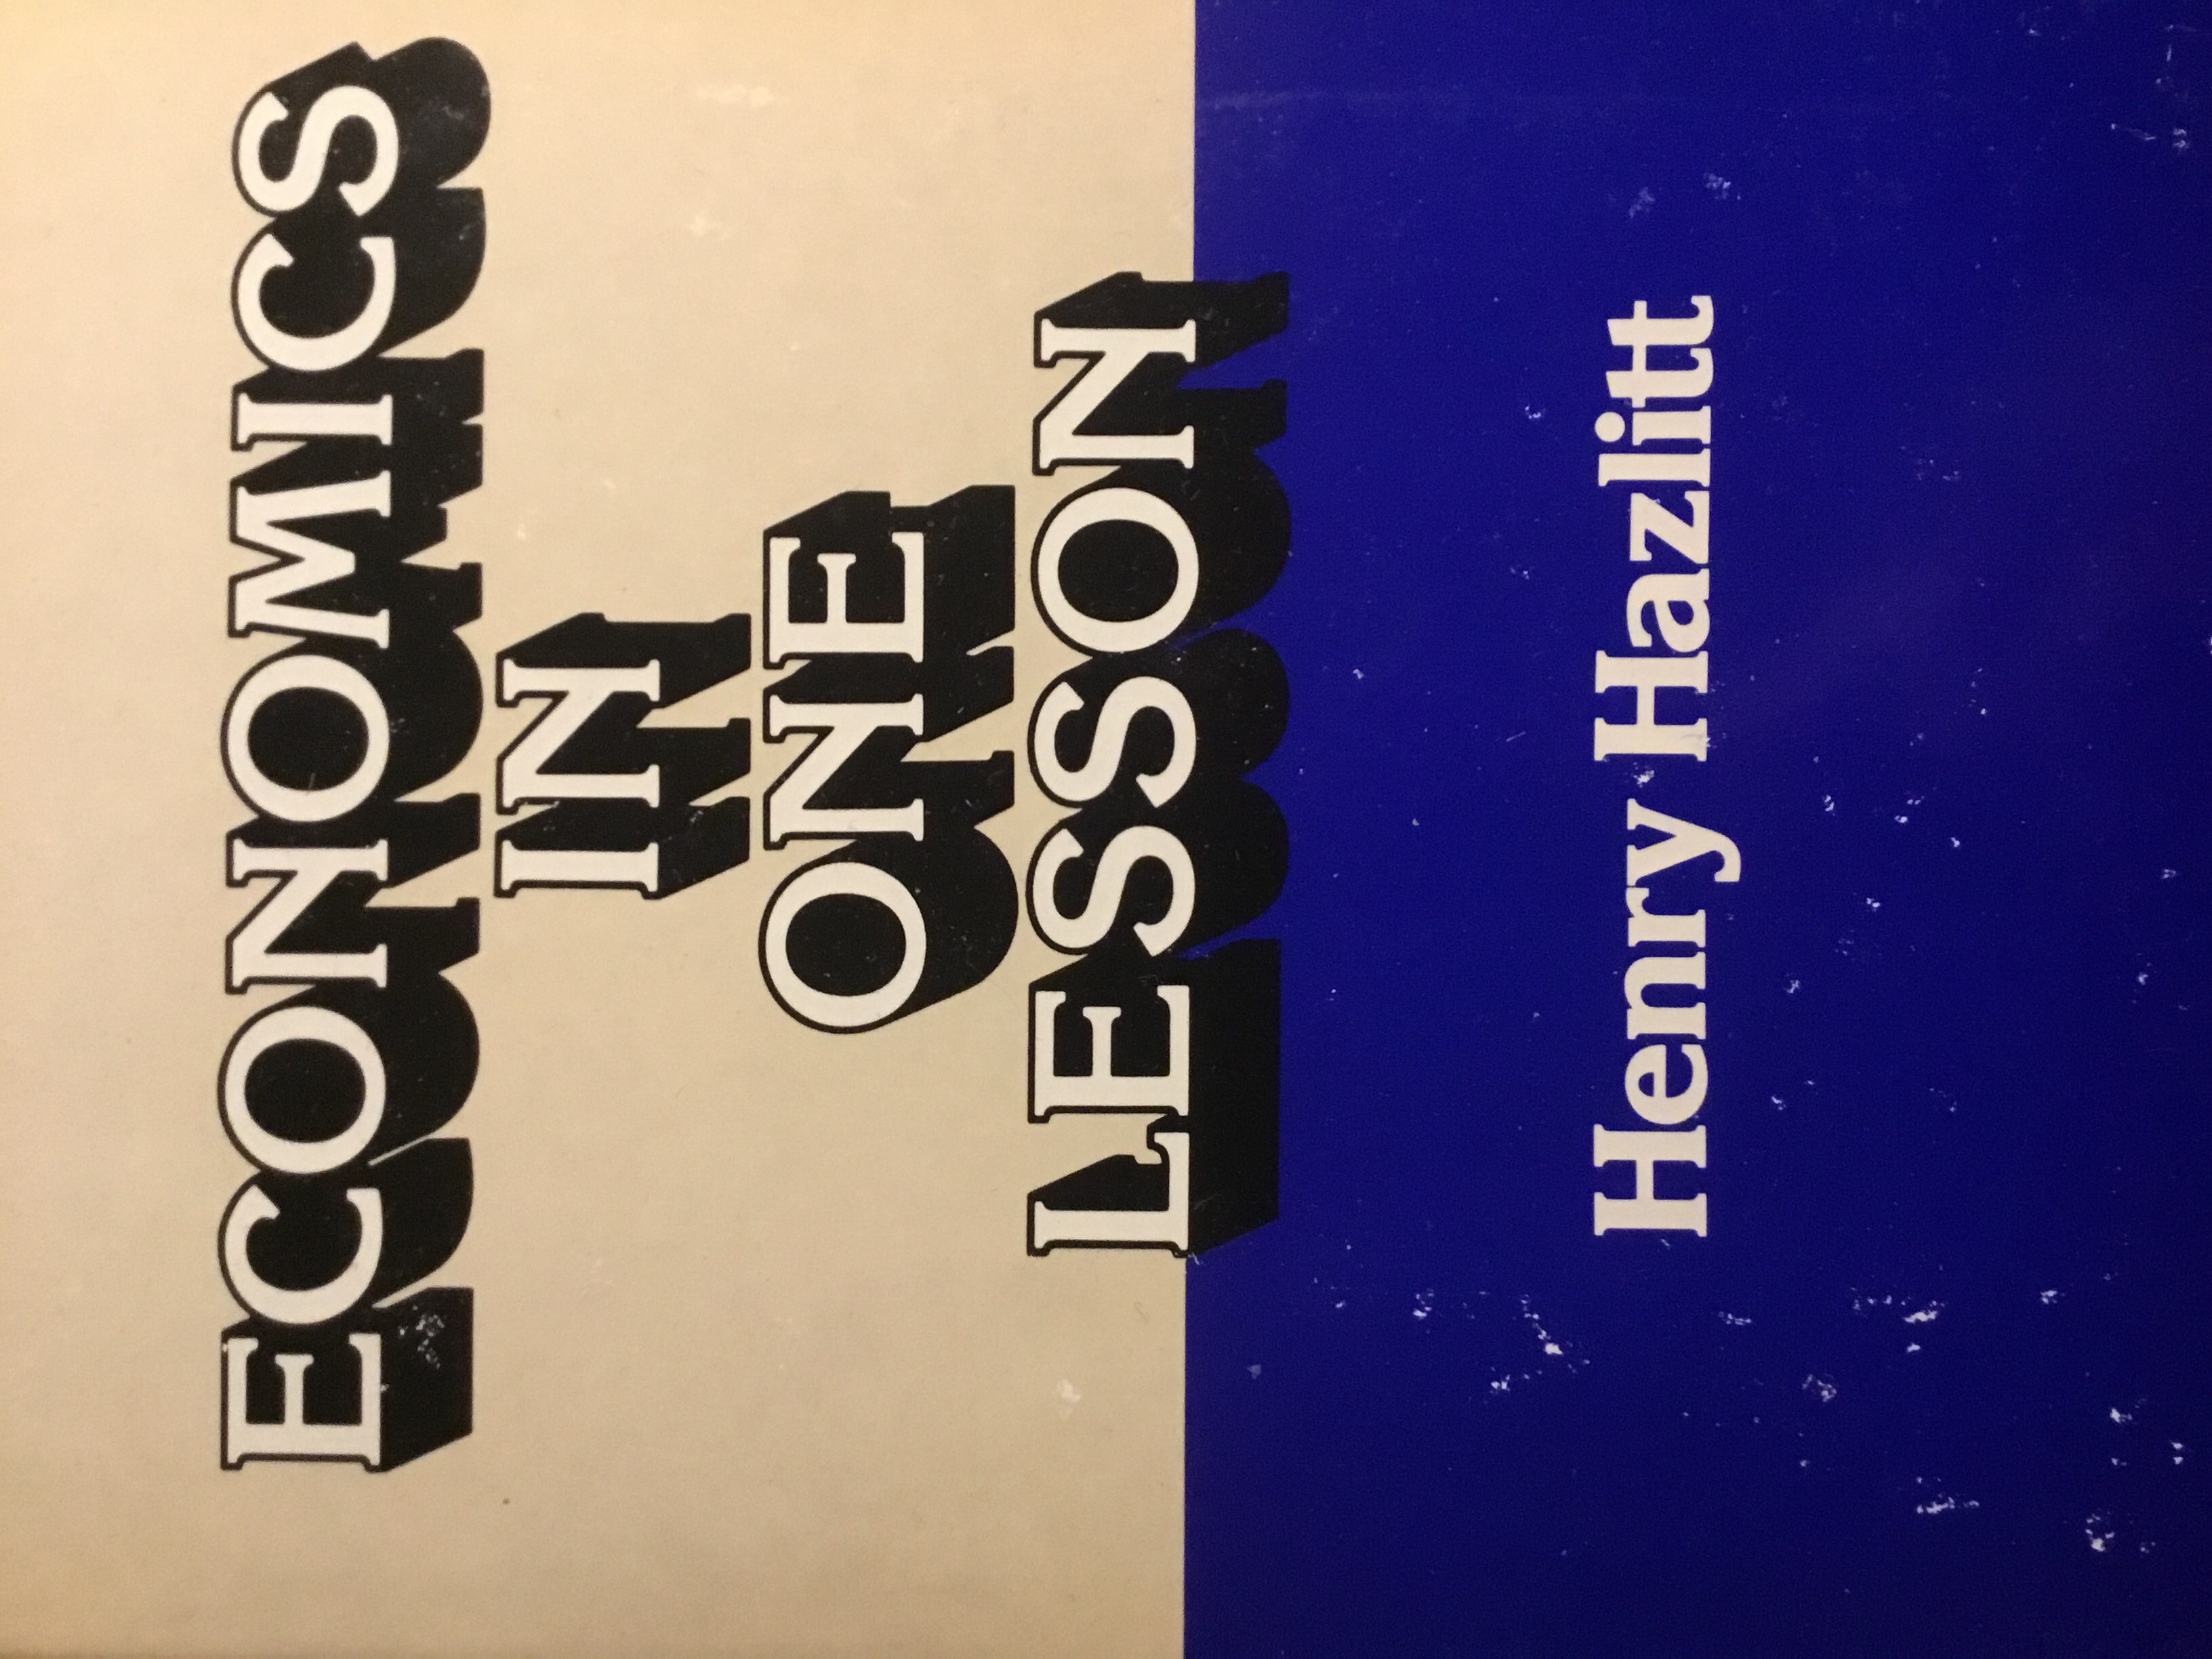 ECONOMICS
IN
ONE
LESSON
Henry Hazlitt